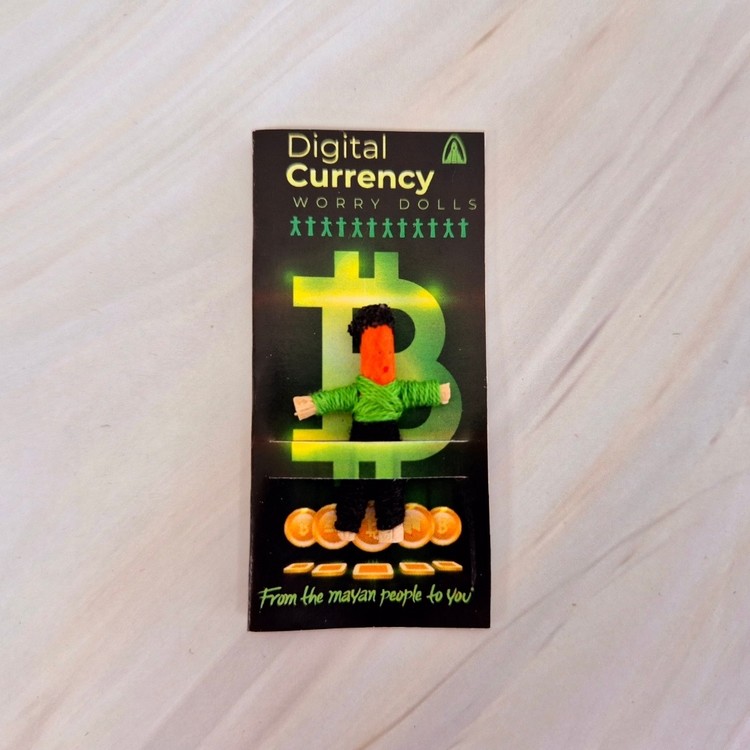 Digital
Currency
WORRY DOLLS
From the mayan people to you